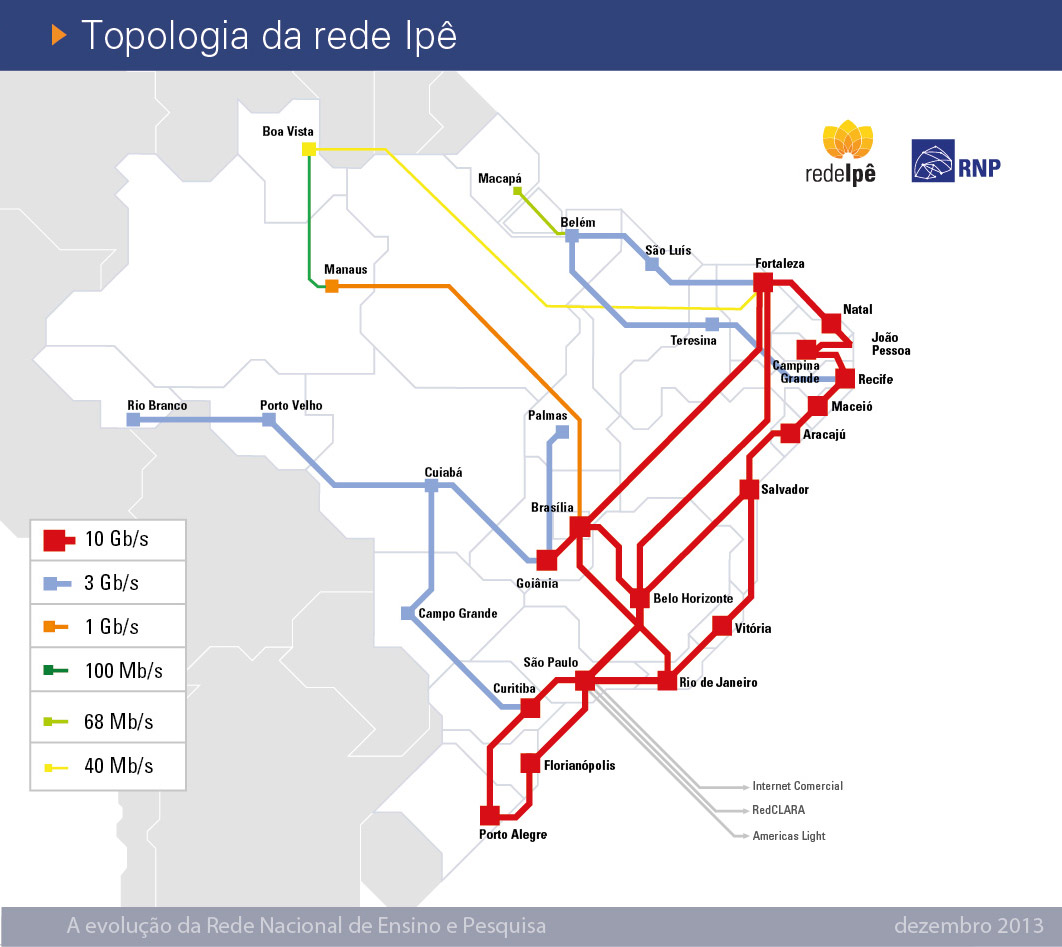 Topologia da rede Ipê
redeIpê
RNP
Boa Vista
Macapá
Belém
São Luís
Fortaleza
Manaus
Natal
João
Pessoa
Teresina
Campina
Grande
Recife
Rio Branco
Porto Velho
Palmas
Maceió
Aracajú
Cuiabá
Salvador
Brasília
Goiânia
Belo Horizonte
Campo Grande
Vitória
São Paulo
Curitiba
Rio de Janeiro
Florianópolis
Porto Alegre
10 Gb/s
3 Gb/s
1 Gb/s
100 Mb/s
68 Mb/s
40 Mb/s
Internet Comercial
RedCLARA
Americas Light
A evolução da Rede Nacional de Ensino e Pesquisa
dezembro 2013